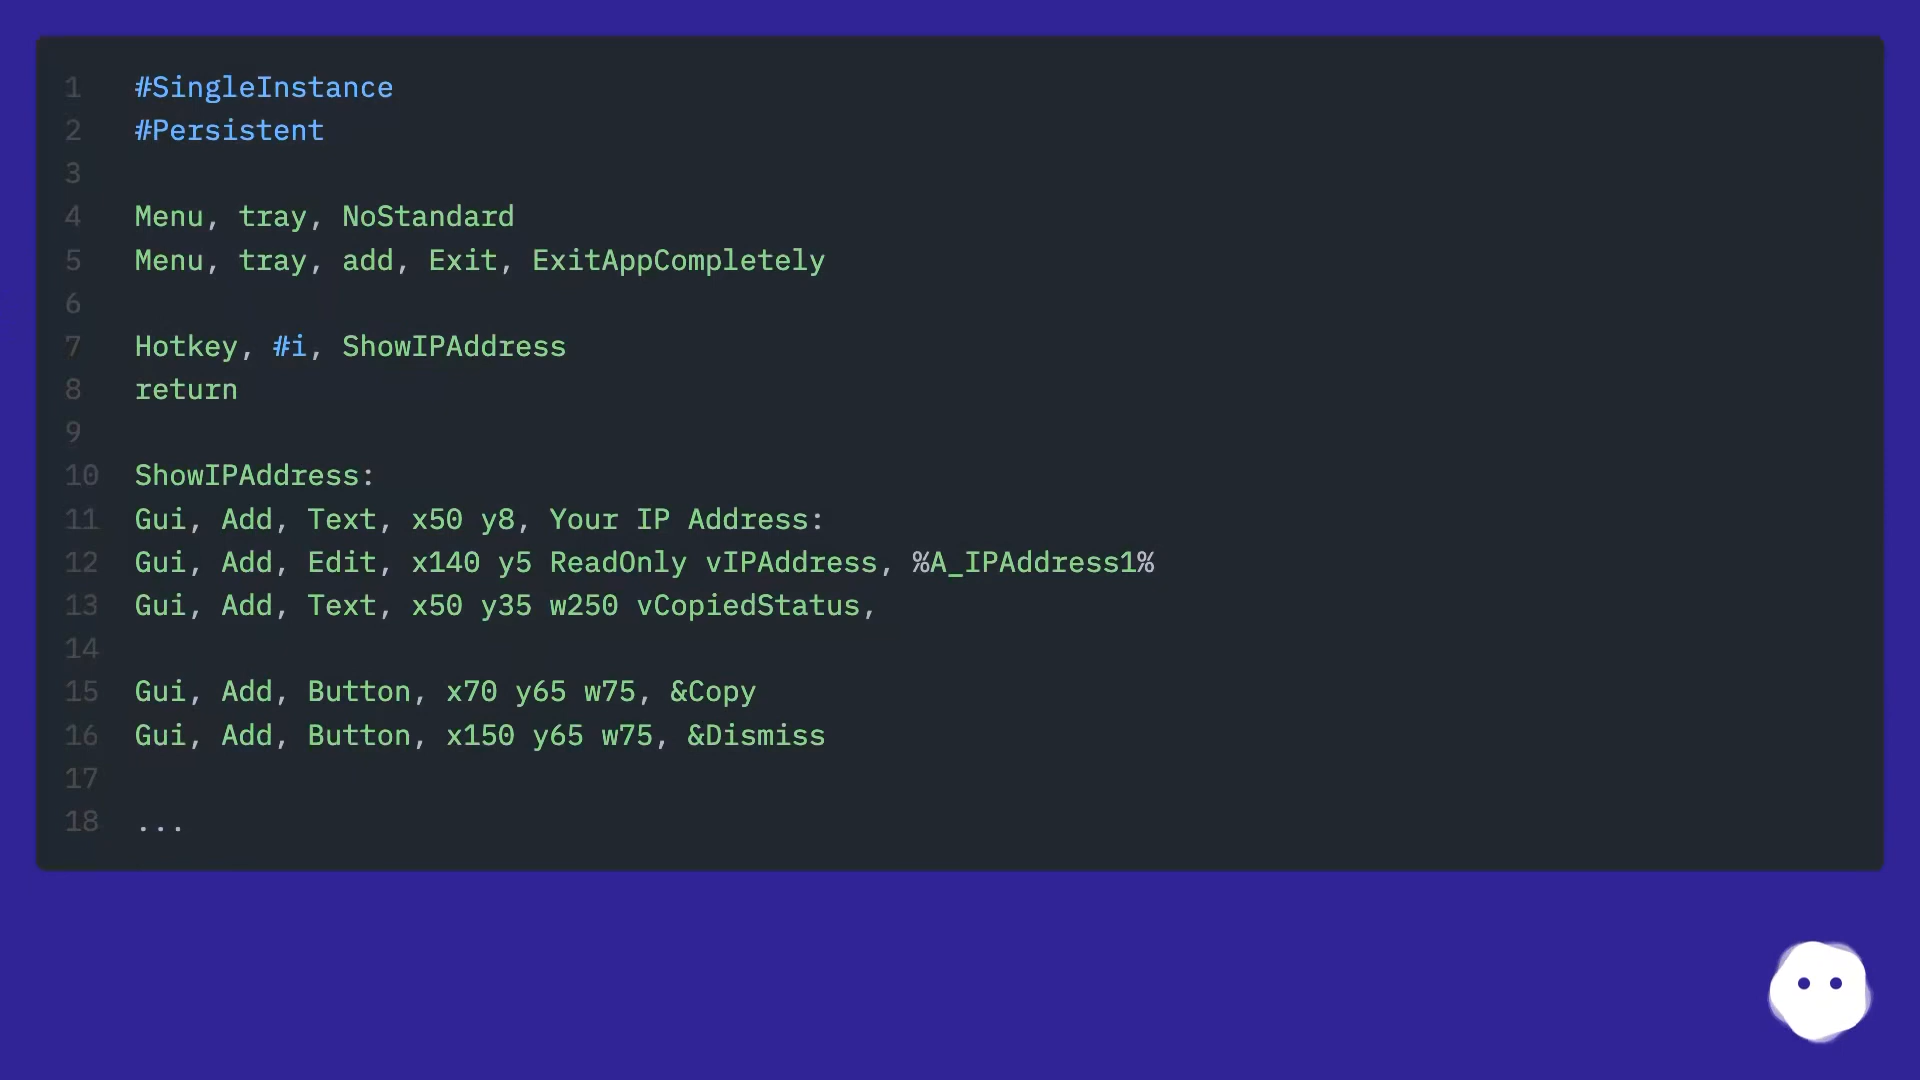 1 #SingleInstance
2 #Persistent
3
4 Menu, tray, NoStandard
5 Menu, tray, add, Exit, ExitAppCompletely
6
7 Hotkey, #i, ShowIPAddress
8 return
9
10 ShowIPAddress:
11 Gui, Add, Text, x50 y8, Your IP Address:
12 Gui, Add, Edit, x140 y5 ReadOnly vIPAddress, %A_IPAddress1%
13 Gui, Add, Text, x50 y35 w250 vCopiedStatus,
14
15 Gui, Add, Button, x70 y65 w75, &Copy
16 Gui, Add, Button, x150 y65 w75, &Dismiss
17
18 ...